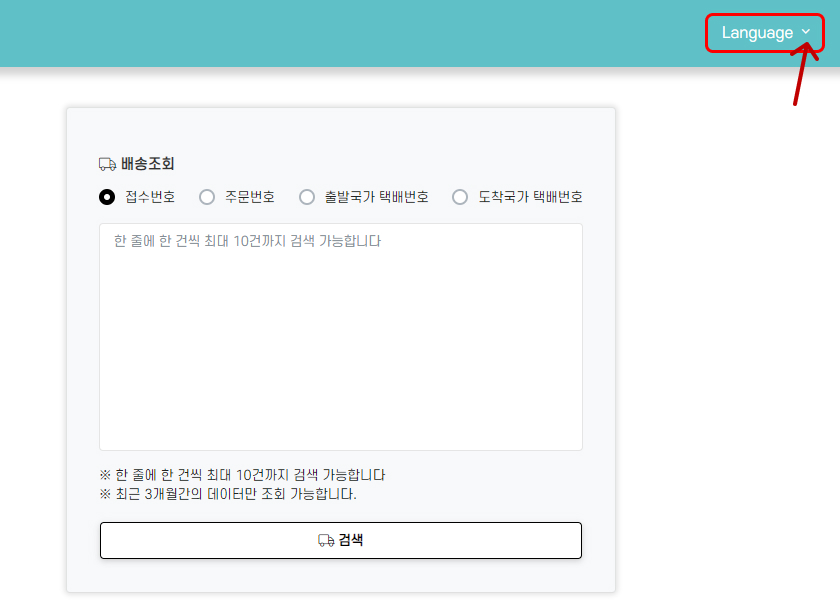 Language
배송조회
접수번호 주문번호 출발국가 택배번호 도착국가 택배번호
한 줄에 한 건씩 최대 10건까지 검색 가능합니다
※ 한 줄에 한 건씩 최대 10건까지 검색 가능합니다
※ 최근 3개월간의 데이터만 조회 가능합니다.
검색